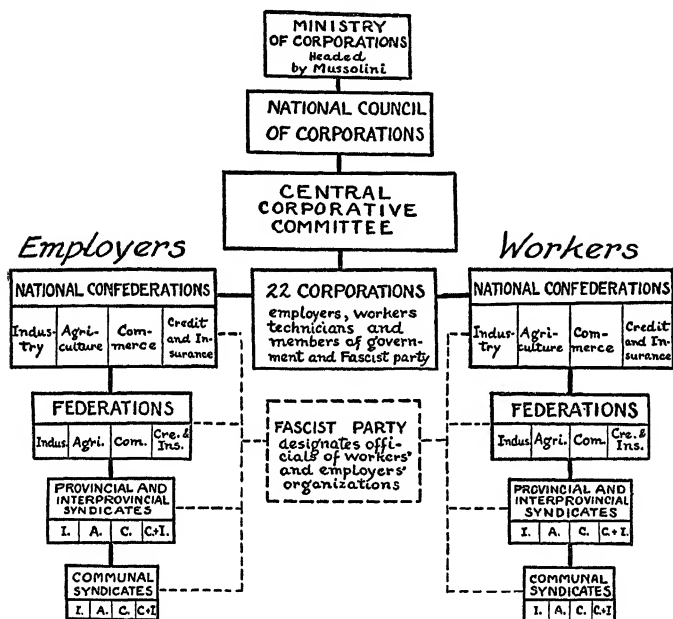 MINISTRY
OF CORPORATIONS
Headed
by Mussolini
NATIONAL COUNCIL
OF CORPORATIONS
CENTRAL
CORPORATIVE
COMMITTEE
Employers
NATIONAL CONFEDERATIONS
Indus-
try
Agri-
culture
Com-
merce
Credit
and In-
surance
22 CORPORATIONS
employers, workers
technicians and
members of govern-
ment and Fascist party
Workers
NATIONAL CONFEDERATIONS
Indus-
try
Agri-
culture
Com-
merce
Credit
and In-
surance
FEDERATIONS
Indus.
Agri.
Com.
Cre. &
Ins.
FASCIST PARTY
designates offi-
cials of workers'
and employers'
organizations
FEDERATIONS
Indus.
Agri.
Com.
Cre. &
Ins.
PROVINCIAL AND
INTERPROVINCIAL
SYNDICATES
I. A. C. C.+I.
PROVINCIAL AND
INTERPROVINCIAL
SYNDICATES
I. A. C. C.+I.
COMMUNAL
SYNDICATES
I. A. C. C+I
COMMUNAL
SYNDICATES
I. A. C. C+I